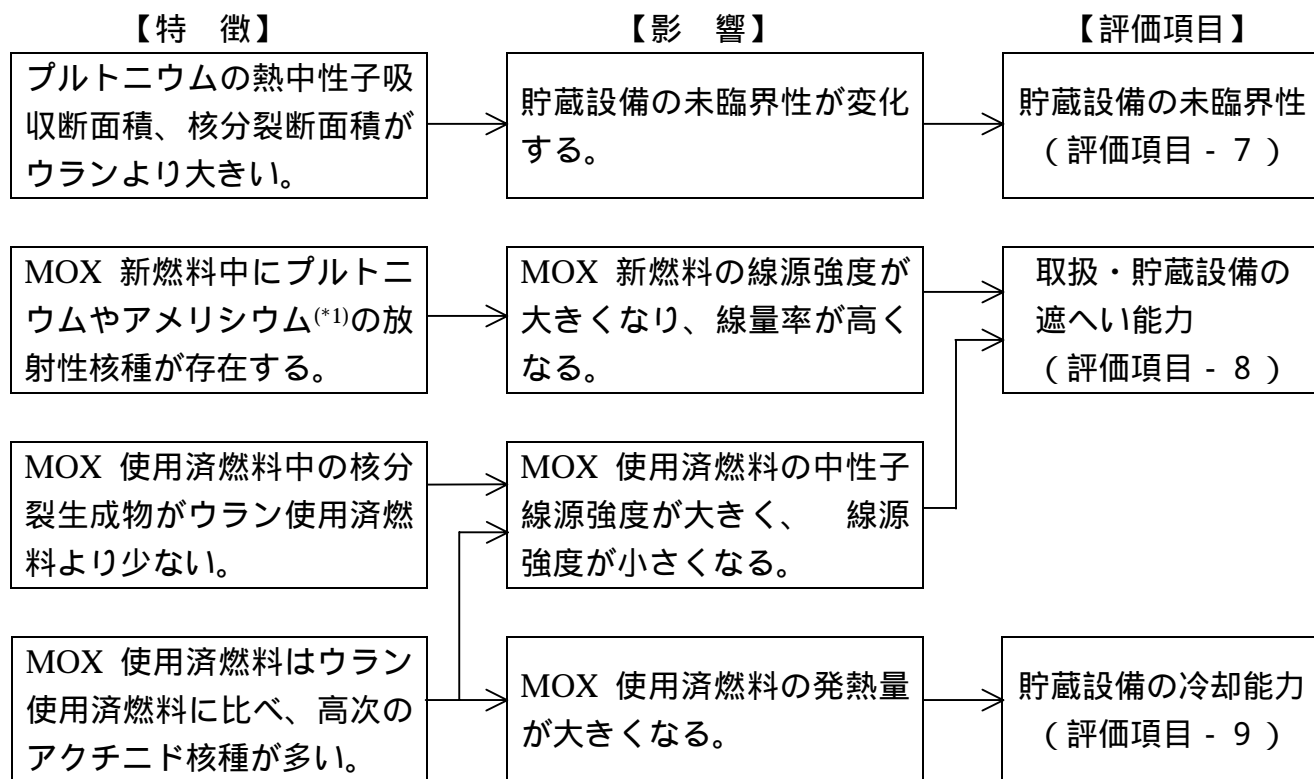 【特　徴】
【影　響】
【評価項目】
プルトニウムの熱中性子吸
収断面積、核分裂断面積が
ウランより大きい。
貯蔵設備の未臨界性が変化
する。
貯蔵設備の未臨界性
（評価項目 - 7 ）
MOX 新燃料中にプルトニ
ウムやアメリシウム(*1)の放
射性核種が存在する。
MOX 新燃料の線源強度が
大きくなり、線量率が高く
なる。
取扱・貯蔵設備の
遮へい能力
（評価項目 - 8 ）
MOX 使用済燃料中の核分
裂生成物がウラン使用済燃
料より少ない。
MOX 使用済燃料の中性子
線源強度が大きく、　線源
強度が小さくなる。
MOX 使用済燃料はウラン
使用済燃料に比べ、高次の
アクチニド核種が多い。
MOX 使用済燃料の発熱量
が大きくなる。
貯蔵設備の冷却能力
（評価項目 - 9 ）